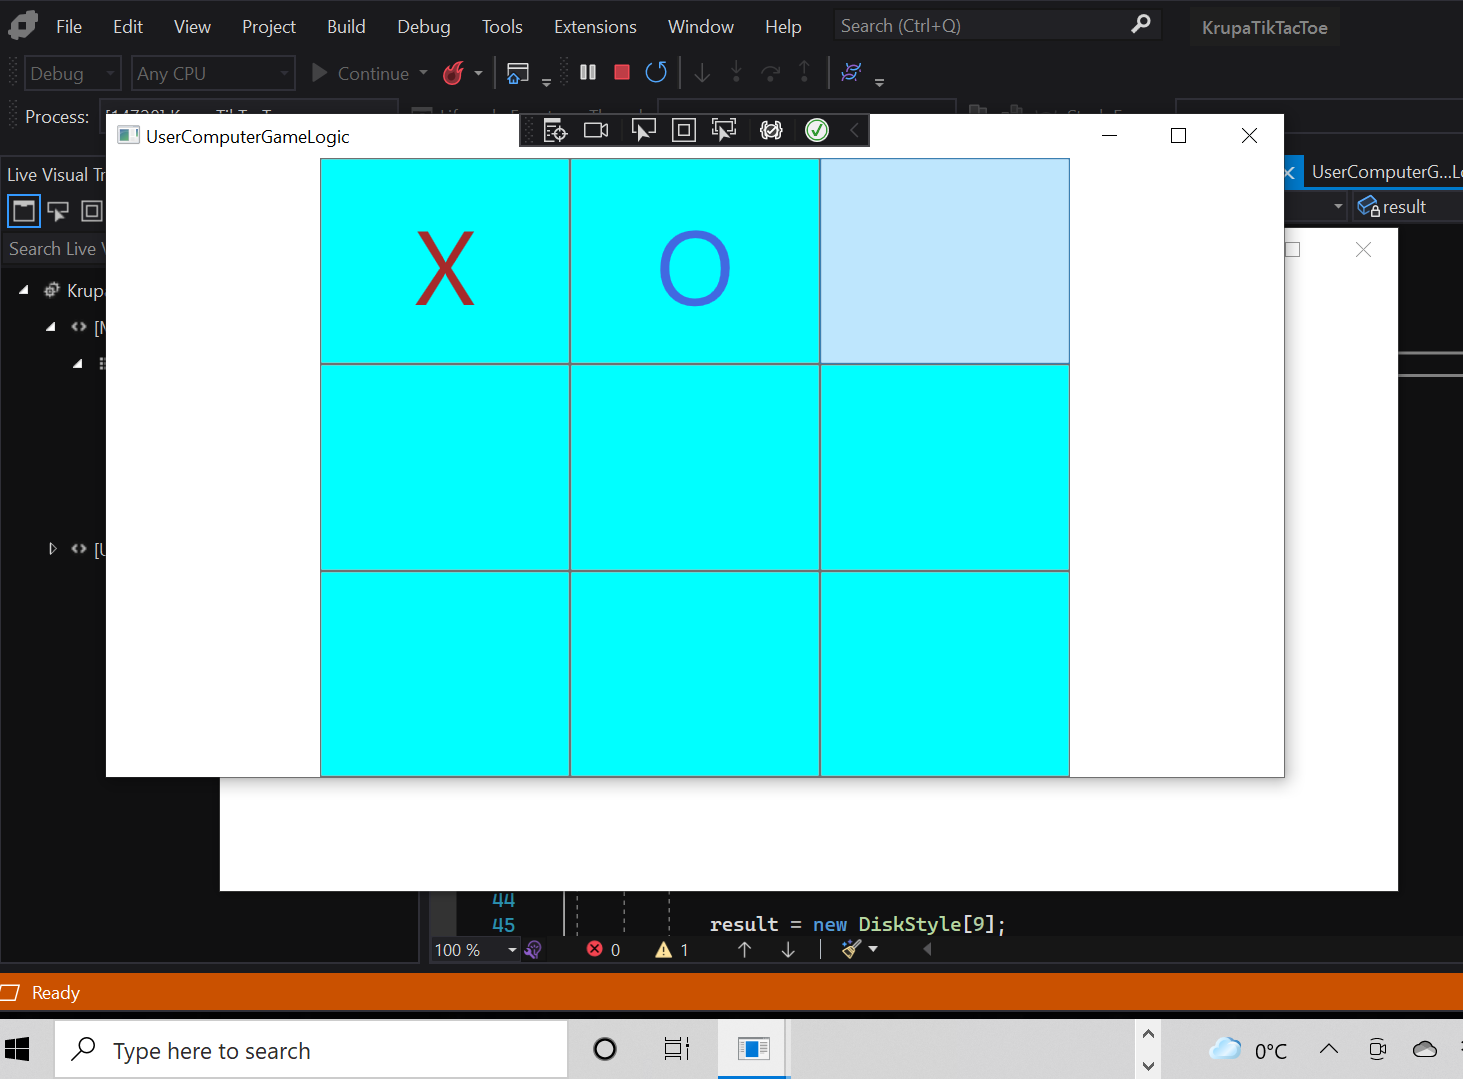 File Edit View Project Build Debug Tools Extensions Window Help Search (Ctrl+Q) KrupaTikTacToe
Debug Any CPU Continue
Process:
UserComputerGameLogic
Live Visual Tr UserComputerG...Lo
result
Search Live
Krup
X O
[
[
44
45 result = new DiskStyle[9];
100 % 0 1
Ready
Type here to search 0°C